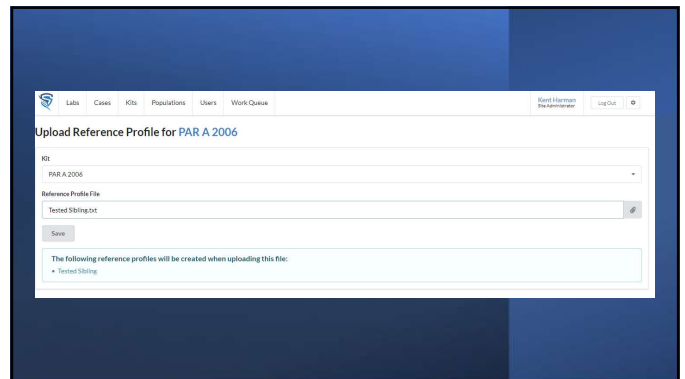 Labs Cases Kits Populations Users Work Queue Kent Harman Log Out
Site Administrator
Upload Reference Profile for PAR A 2006
Kit
PAR A 2006
Reference Profile File
Tested Sibling.txt
Save
The following reference profiles will be created when uploading this file:
• Tested Sibling